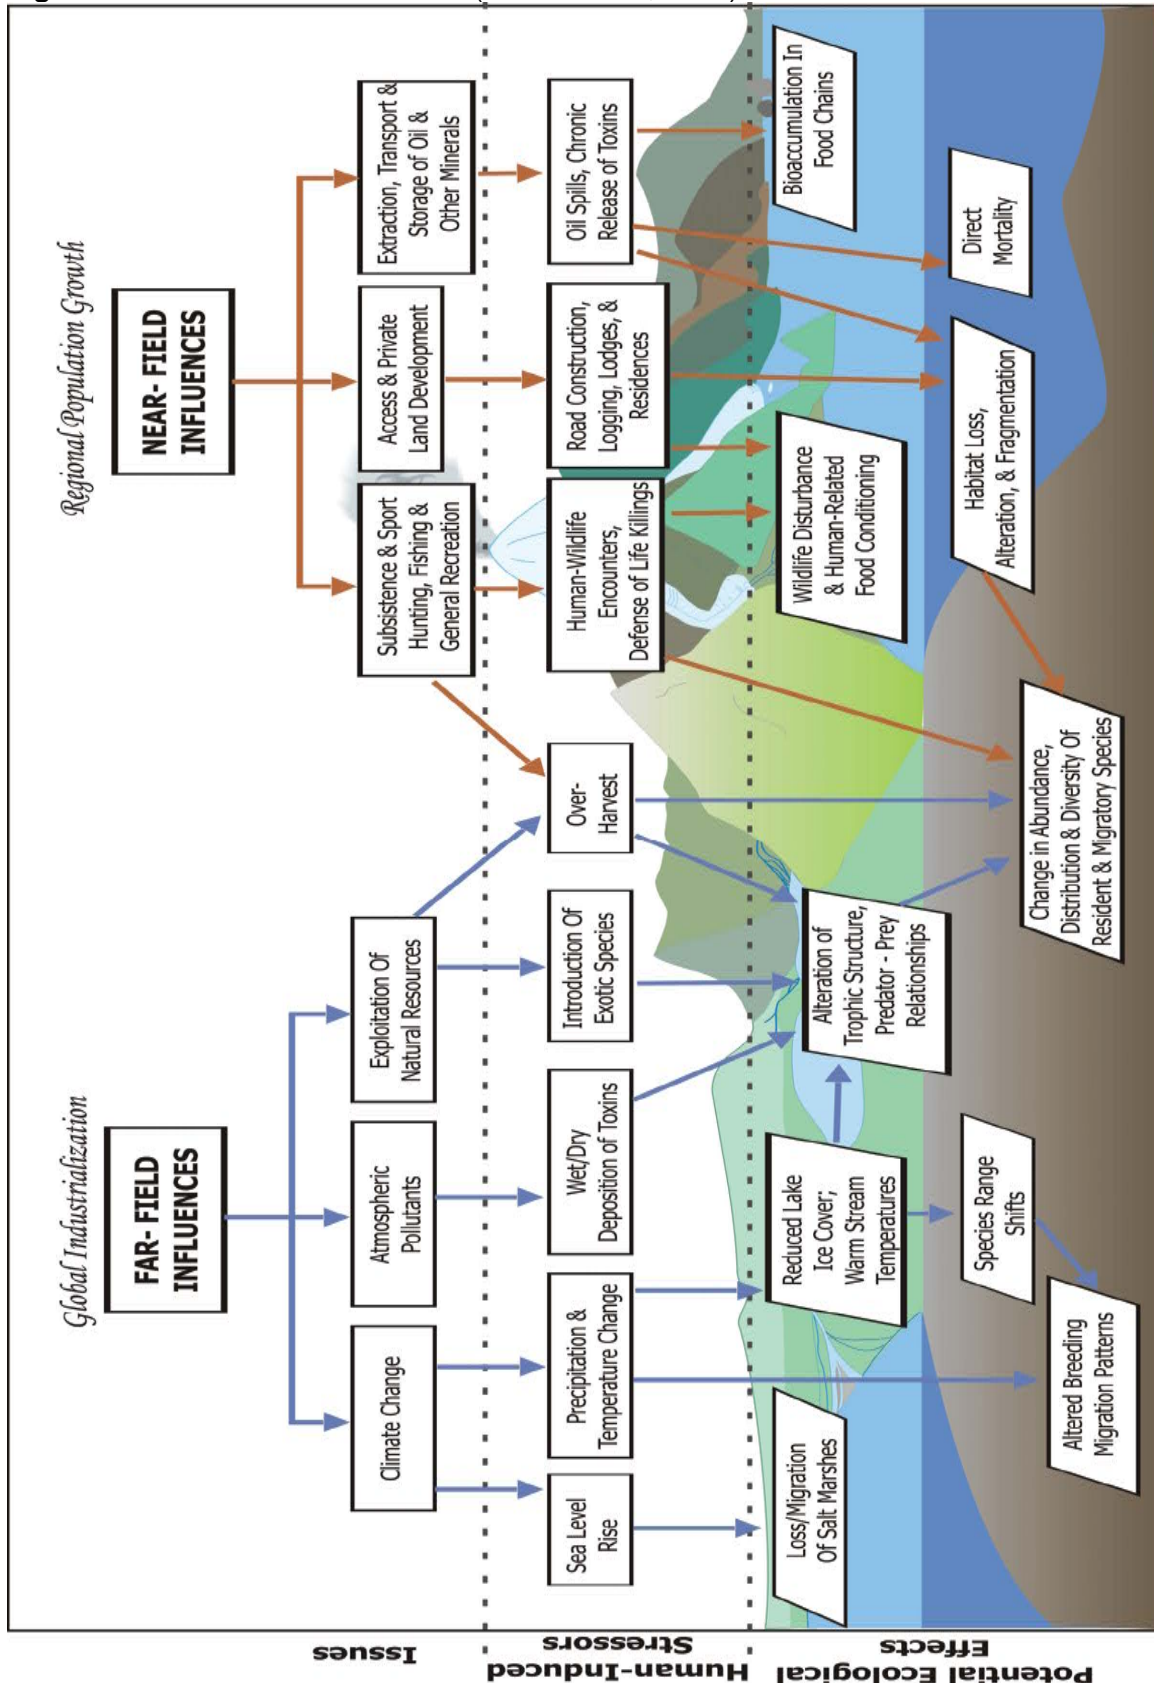 Global Industrialization
FAR- FIELD
INFLUENCES
Regional Population Growth
NEAR- FIELD
INFLUENCES
Issues
Climate Change
Atmospheric
Pollutants
Exploitation Of
Natural Resources
Subsistence & Sport
Hunting, Fishing &
General Recreation
Access & Private
Land Development
Extraction, Transport &
Storage of Oil &
Other Minerals
Human-Induced
Stressors
Sea Level
Rise
Precipitation &
Temperature Change
Wet/Dry
Deposition of Toxins
Introduction Of
Exotic Species
Over-
Harvest
Human-Wildlife
Encounters,
Defense of Life Killings
Road Construction,
Logging, Lodges, &
Residences
Oil Spills, Chronic
Release of Toxins
Potential Ecological
Effects
Loss/Migration
Of Salt Marshes
Reduced Lake
Ice Cover;
Warm Stream
Temperatures
Alteration of
Trophic Structure,
Predator - Prey
Relationships
Wildlife Disturbance
& Human-Related
Food Conditioning
Bioaccumulation In
Food Chains
Species Range
Shifts
Habitat Loss,
Alteration, & Fragmentation
Direct
Mortality
Altered Breeding
Migration Patterns
Change in Abundance,
Distribution & Diversity Of
Resident & Migratory Species